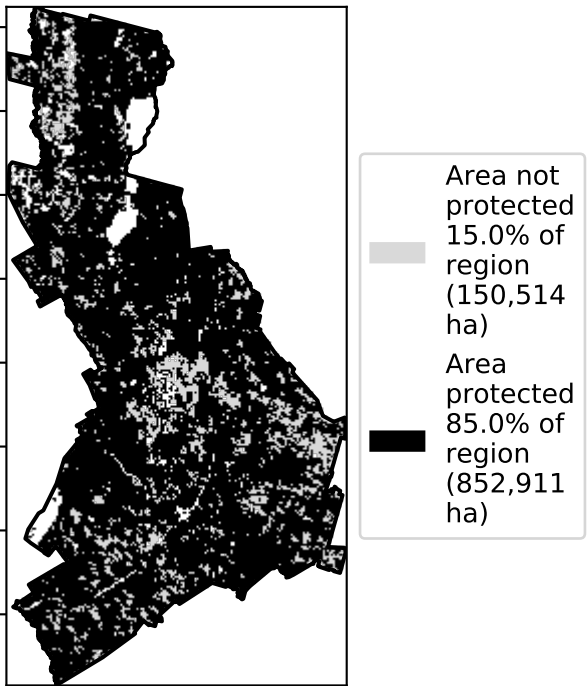 Area not
protected
15.0% of
region
(150,514
ha)
Area
protected
85.0% of
region
(852,911
ha)